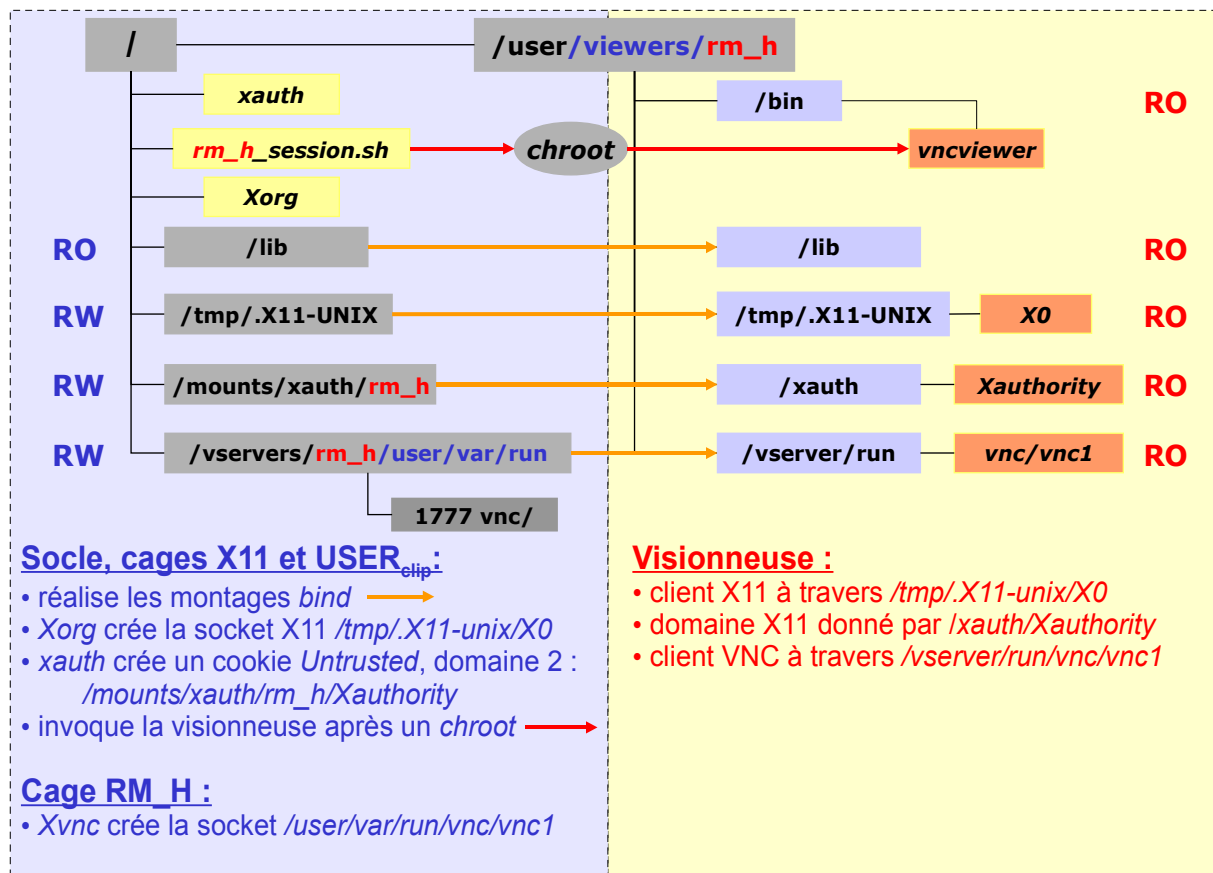 / /user/viewers/rm_h
xauth /bin RO
rm_h_session.sh chroot vncviewer
Xorg
RO /lib /lib RO
RW /tmp/.X11-UNIX /tmp/.X11-UNIX X0 RO
RW /mounts/xauth/rm_h /xauth Xauthority RO
RW /vservers/rm_h/user/var/run /vserver/run vnc/vnc1 RO
1777 vnc/
Socle, cages X11 et USERclip:
• réalise les montages bind
• Xorg crée la socket X11 /tmp/.X11-unix/X0
• xauth crée un cookie Untrusted, domaine 2 :
/mounts/xauth/rm_h/Xauthority
• invoque la visionneuse après un chroot
Cage RM_H :
• Xvnc crée la socket /user/var/run/vnc/vnc1
Visionneuse :
• client X11 à travers /tmp/.X11-unix/X0
• domaine X11 donné par /xauth/Xauthority
• client VNC à travers /vserver/run/vnc/vnc1